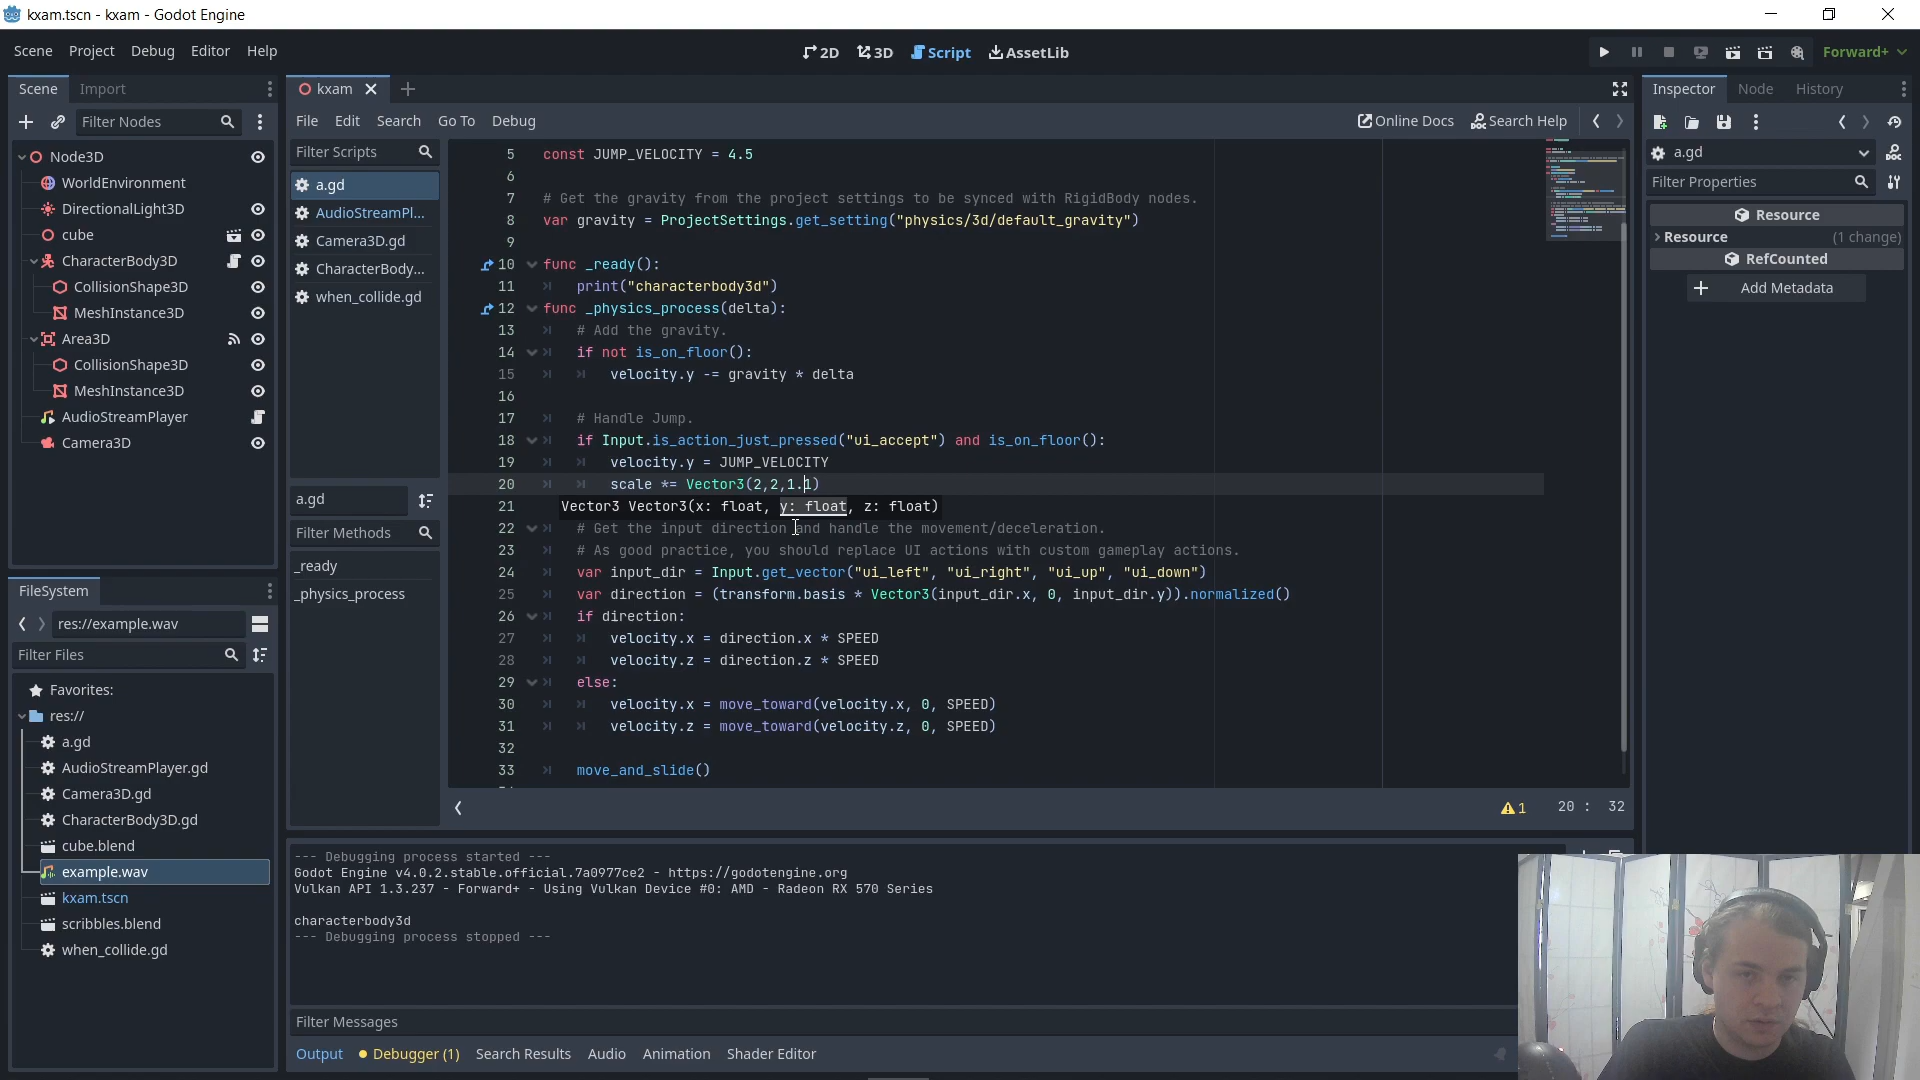 kxam.tscn - kxam - Godot Engine
Scene Project Debug Editor Help
2D 3D Script AssetLib
Forward+
Scene Import
Filter Nodes
Node3D
WorldEnvironment
DirectionalLight3D
cube
CharacterBody3D
CollisionShape3D
MeshInstance3D
Area3D
CollisionShape3D
MeshInstance3D
AudioStreamPlayer
Camera3D
FileSystem
res://example.wav
Filter Files
Favorites:
res://
a.gd
AudioStreamPlayer.gd
Camera3D.gd
CharacterBody3D.gd
cube.blend
example.wav
kxam.tscn
scribbles.blend
when_collide.gd
kxam
File Edit Search Go To Debug
Online Docs Search Help
Filter Scripts
a.gd
AudioStreamPl...
Camera3D.gd
CharacterBody...
when_collide.gd
a.gd
Filter Methods
_ready
_physics_process
5 const JUMP_VELOCITY = 4.5
6
7 # Get the gravity from the project settings to be synced with RigidBody nodes.
8 var gravity = ProjectSettings.get_setting("physics/3d/default_gravity")
9
10 func _ready():
11 print("characterbody3d")
12 func _physics_process(delta):
13 # Add the gravity.
14 if not is_on_floor():
15 velocity.y -= gravity * delta
16
17 # Handle Jump.
18 if Input.is_action_just_pressed("ui_accept") and is_on_floor():
19 velocity.y = JUMP_VELOCITY
20 scale *= Vector3(2,2,1.1)
21 Vector3 Vector3(x: float, y: float, z: float)
22 # Get the input direction and handle the movement/deceleration.
23 # As good practice, you should replace UI actions with custom gameplay actions.
24 var input_dir = Input.get_vector("ui_left", "ui_right", "ui_up", "ui_down")
25 var direction = (transform.basis * Vector3(input_dir.x, 0, input_dir.y)).normalized()
26 if direction:
27 velocity.x = direction.x * SPEED
28 velocity.z = direction.z * SPEED
29 else:
30 velocity.x = move_toward(velocity.x, 0, SPEED)
31 velocity.z = move_toward(velocity.z, 0, SPEED)
32
33 move_and_slide()
1 20 : 32
--- Debugging process started ---
Godot Engine v4.0.2.stable.official.7a0977ce2 - https://godotengine.org
Vulkan API 1.3.237 - Forward+ - Using Vulkan Device #0: AMD - Radeon RX 570 Series
characterbody3d
--- Debugging process stopped ---
Filter Messages
Output Debugger (1) Search Results Audio Animation Shader Editor
Inspector Node History
a.gd
Filter Properties
Resource
Resource (1 change)
RefCounted
Add Metadata